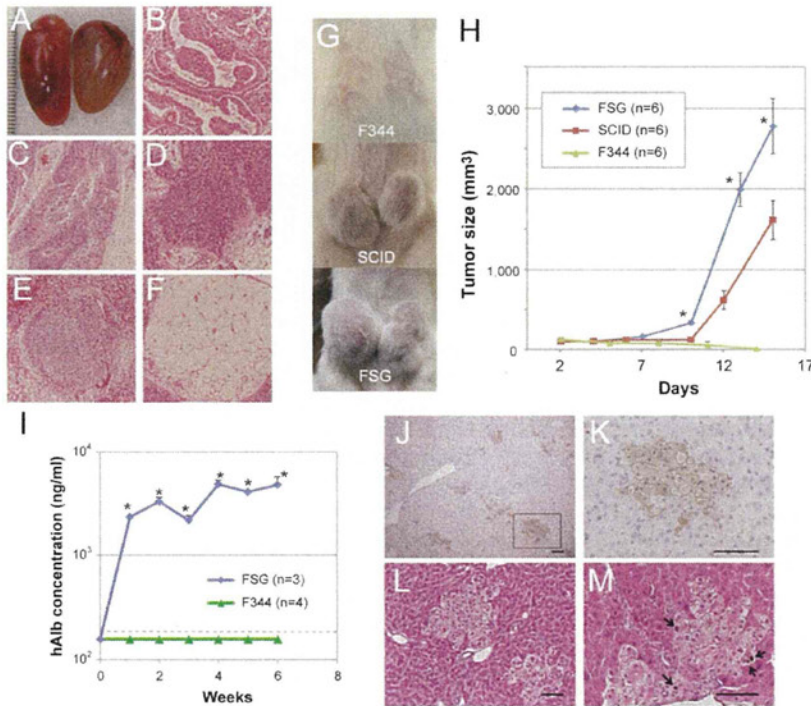 A
B
C
D
E
F
G
F344
SCID
FSG
H
Tumor size (mm³)
3,000
2,000
1,000
0
FSG (n=6)
SCID (n=6)
F344 (n=6)
*
*
*
2
7
12
17
Days
I
hAlb concentration (ng/ml)
10⁴
10³
10²
*
*
*
*
*
*
FSG (n=3)
F344 (n=4)
0
2
4
6
8
Weeks
J
K
L
M